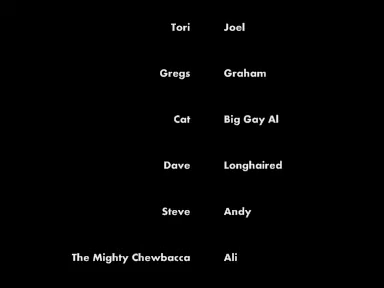 Tori Joel
Gregs Graham
Cat Big Gay Al
Dave Longhaired
Steve Andy
The Mighty Chewbacca Ali